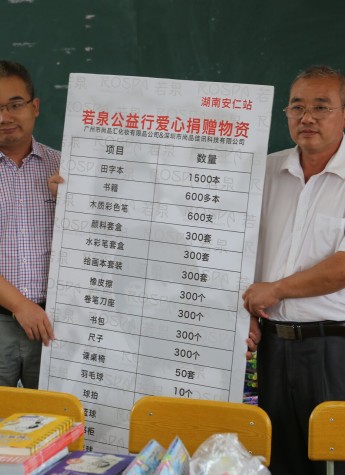 湖南安仁站
若泉公益行爱心捐赠物资
广州市尚品汇化妆有限公司&深圳市尚品佳讯科技有限公司
项目 数量
田字本 1500本
书籍 600多本
木质彩色笔 600支
颜料套盒 300套
水彩笔套盒 300套
绘画本套装 300套
橡皮擦 300个
卷笔刀座 300个
书包 300个
尺子 300个
课桌椅 50套
羽毛球 10个
球拍
篮球